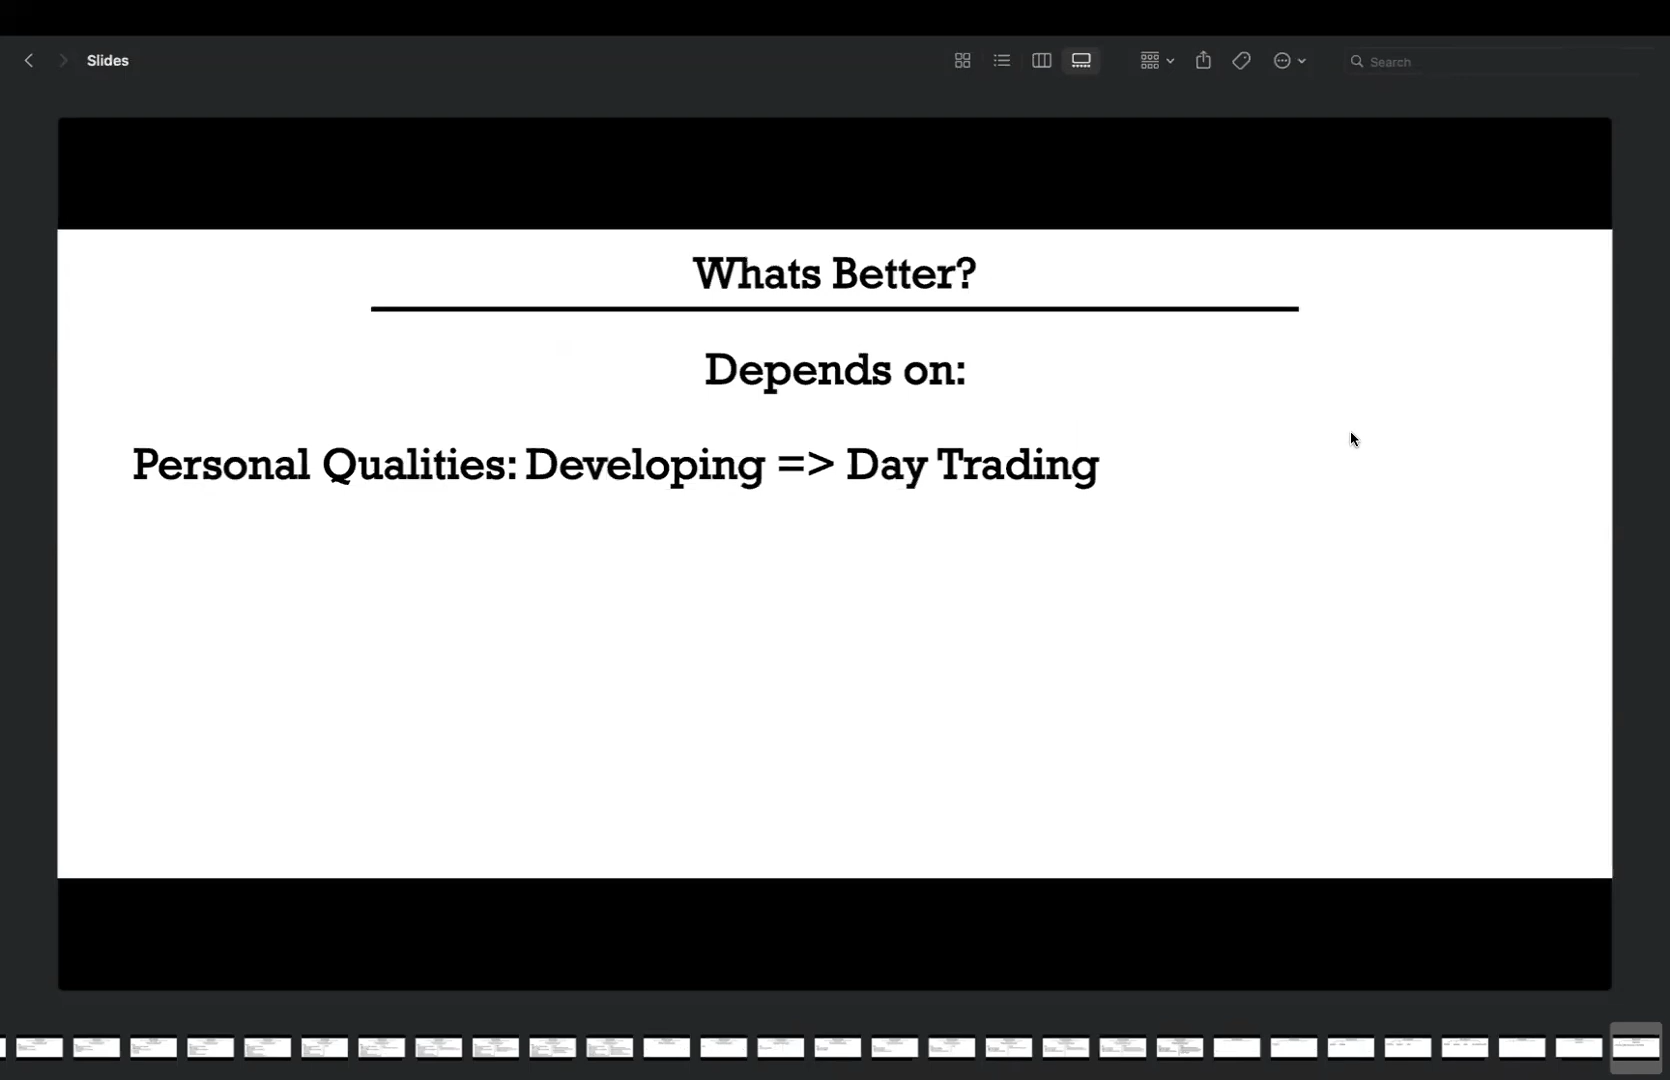 Slides
Search
Whats Better?
Depends on:
Personal Qualities: Developing => Day Trading